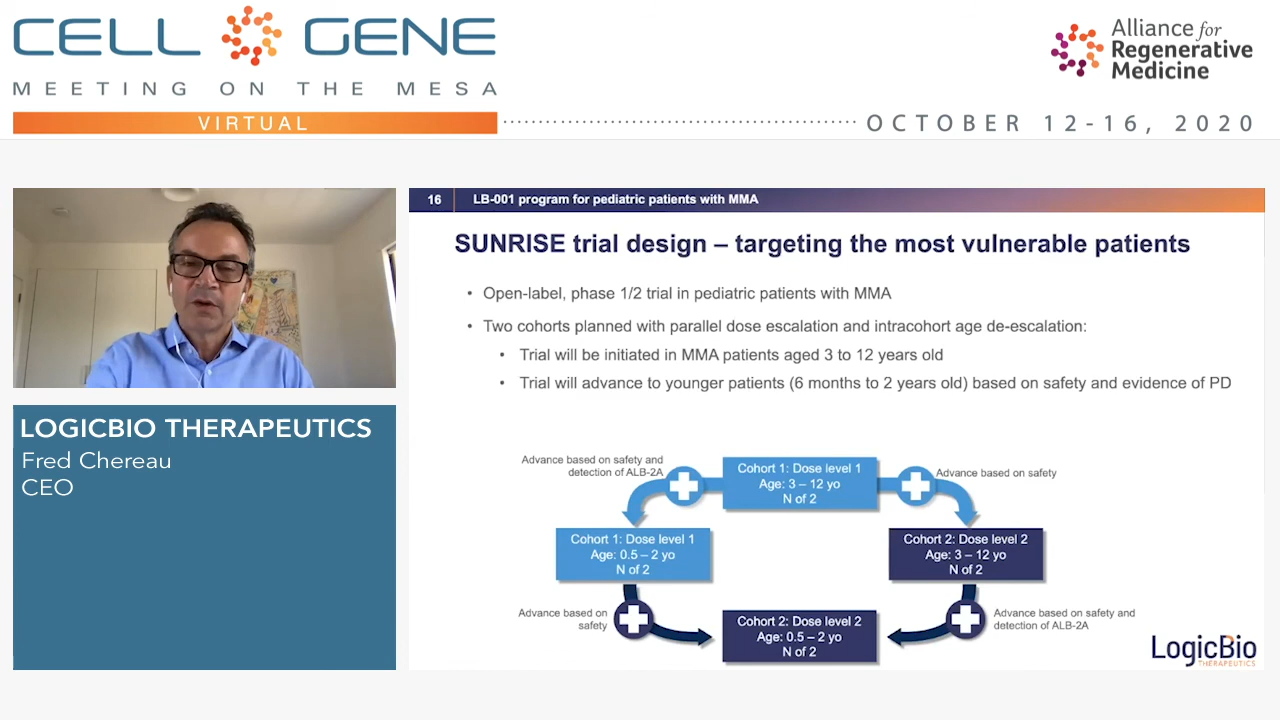 CELL GENE
MEETING ON THE MESA
VIRTUAL
OCTOBER 12-16, 2020
Alliance for
Regenerative
Medicine
LOGICBIO THERAPEUTICS
Fred Chereau
CEO
16
LB-001 program for pediatric patients with MMA
SUNRISE trial design – targeting the most vulnerable patients
• Open-label, phase 1/2 trial in pediatric patients with MMA
• Two cohorts planned with parallel dose escalation and intracohort age de-escalation:
• Trial will be initiated in MMA patients aged 3 to 12 years old
• Trial will advance to younger patients (6 months to 2 years old) based on safety and evidence of PD
Advance based on safety and
detection of ALB-2A
Cohort 1: Dose level 1
Age: 3 – 12 yo
N of 2
Advance based on safety
Cohort 1: Dose level 1
Age: 0.5 – 2 yo
N of 2
Cohort 2: Dose level 2
Age: 3 – 12 yo
N of 2
Advance based on
safety
Cohort 2: Dose level 2
Age: 0.5 – 2 yo
N of 2
Advance based on safety and
detection of ALB-2A
LogicBio
THERAPEUTICS